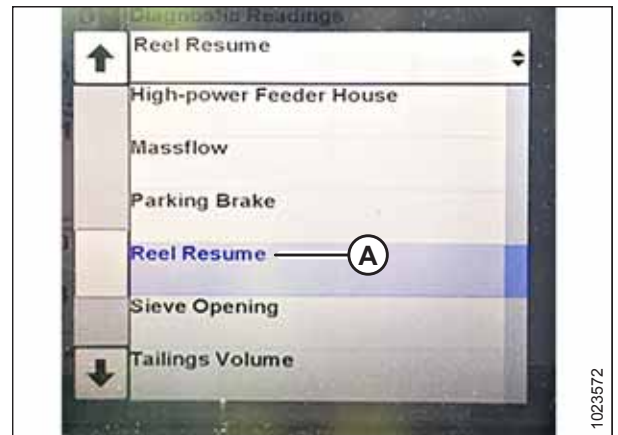 Diagnostic Readings
Reel Resume
High-power Feeder House
Massflow
Parking Brake
Reel Resume
A
Sieve Opening
Tailings Volume
1023572